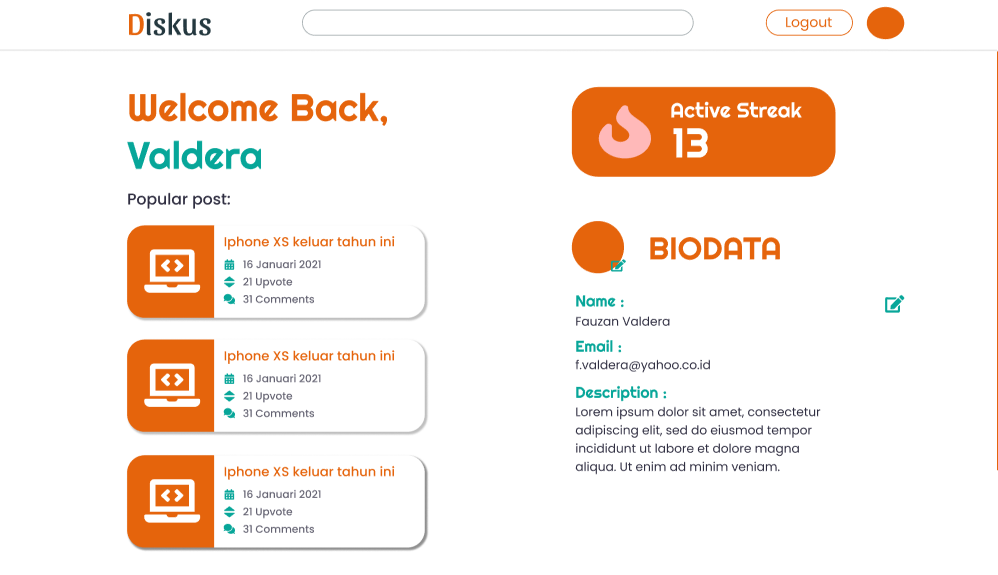 Diskus
Logout
Welcome Back,
Valdera
Popular post:
Iphone XS keluar tahun ini
16 Januari 2021
21 Upvote
31 Comments
Iphone XS keluar tahun ini
16 Januari 2021
21 Upvote
31 Comments
Iphone XS keluar tahun ini
16 Januari 2021
21 Upvote
31 Comments
Active Streak
13
BIODATA
Name :
Fauzan Valdera
Email :
f.valdera@yahoo.co.id
Description :
Lorem ipsum dolor sit amet, consectetur
adipiscing elit, sed do eiusmod tempor
incididunt ut labore et dolore magna
aliqua. Ut enim ad minim veniam.